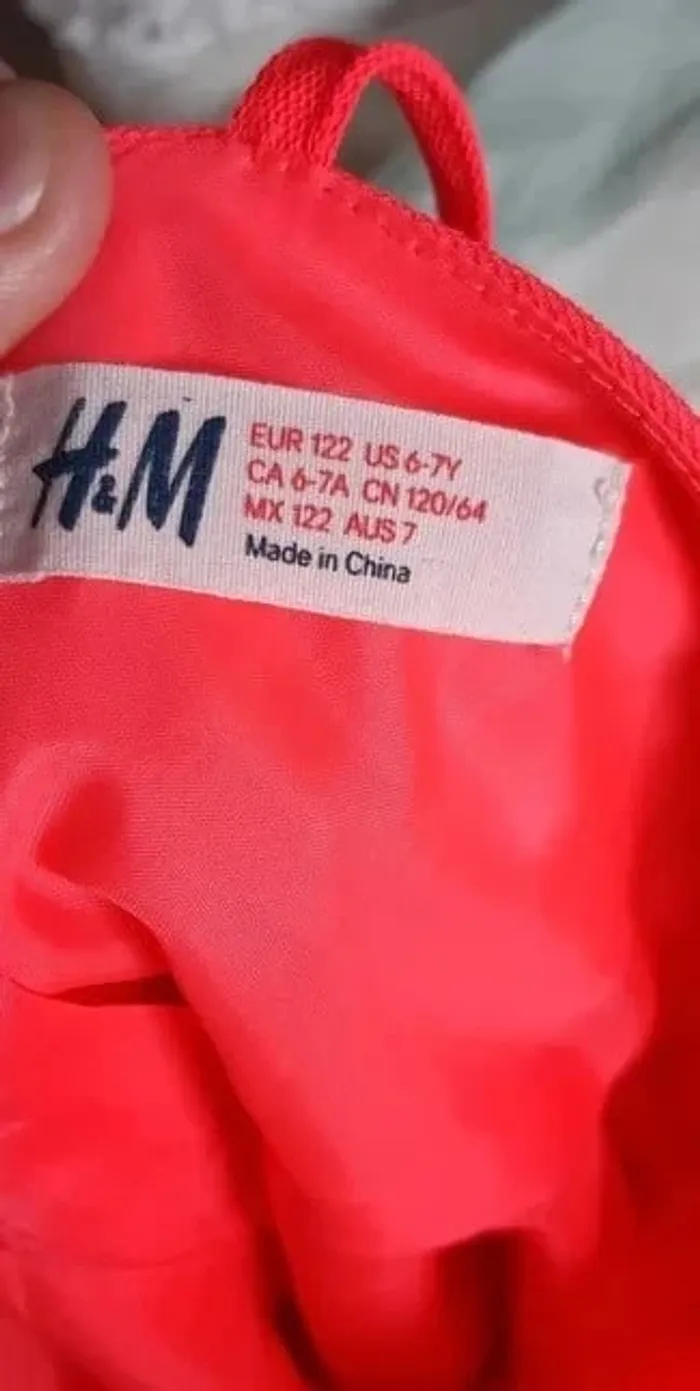 H&M
EUR 122 US 6-7Y
CA 6-7A CN 120/64
MX 122 AUS 7
Made in China